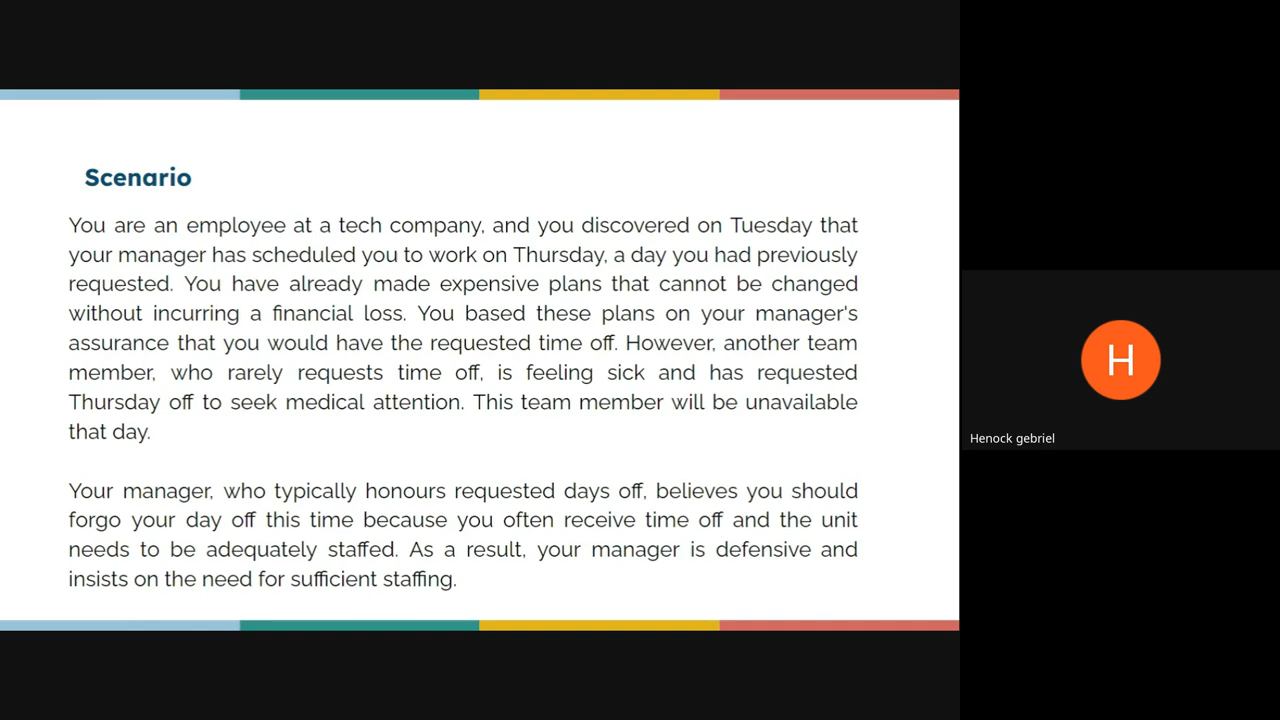 Scenario
You are an employee at a tech company, and you discovered on Tuesday that
your manager has scheduled you to work on Thursday, a day you had previously
requested. You have already made expensive plans that cannot be changed
without incurring a financial loss. You based these plans on your manager's
assurance that you would have the requested time off. However, another team
member, who rarely requests time off, is feeling sick and has requested
Thursday off to seek medical attention. This team member will be unavailable
that day.
Your manager, who typically honours requested days off, believes you should
forgo your day off this time because you often receive time off and the unit
needs to be adequately staffed. As a result, your manager is defensive and
insists on the need for sufficient staffing.
H
Henock gebriel